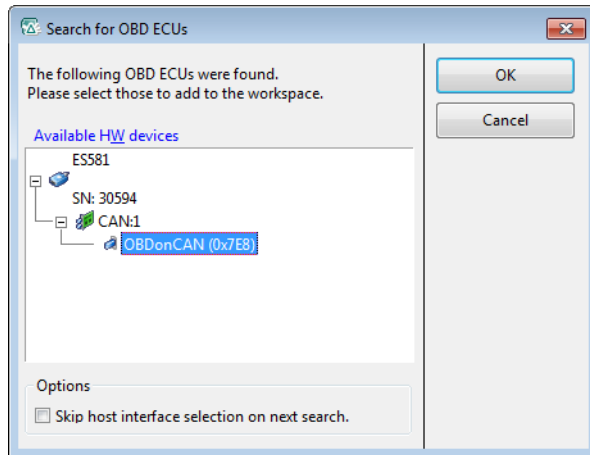 Search for OBD ECUs
The following OBD ECUs were found.
Please select those to add to the workspace.
Available HW devices
ES581
SN: 30594
CAN:1
OBDonCAN (0x7E8)
Options
Skip host interface selection on next search.
OK
Cancel